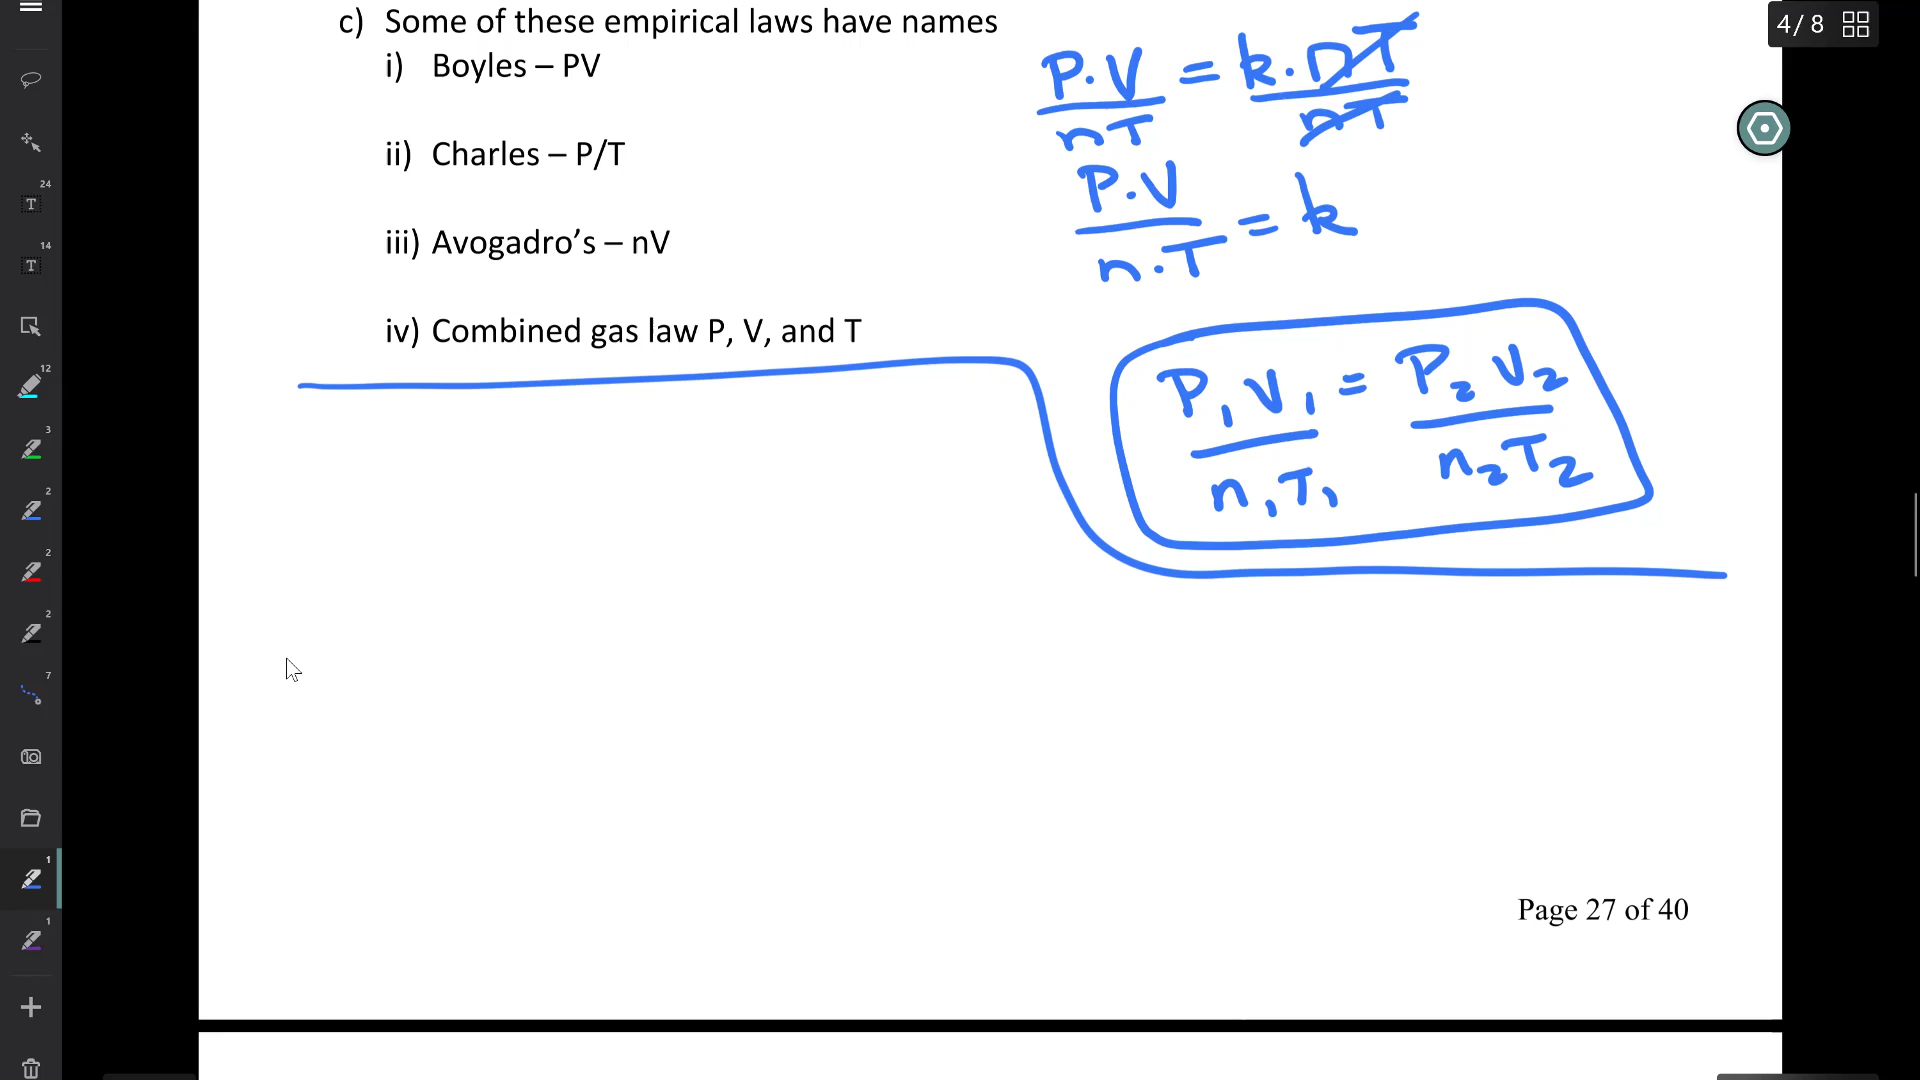 4/8
c) Some of these empirical laws have names
i) Boyles – PV
P·V/nT = k·nT/nT
ii) Charles – P/T
P·V/n·T = k
iii) Avogadro’s – nV
iv) Combined gas law P, V, and T
P₁V₁/n₁T₁ = P₂V₂/n₂T₂
Page 27 of 40
24
T
14
T
12
3
2
2
2
7
1
1